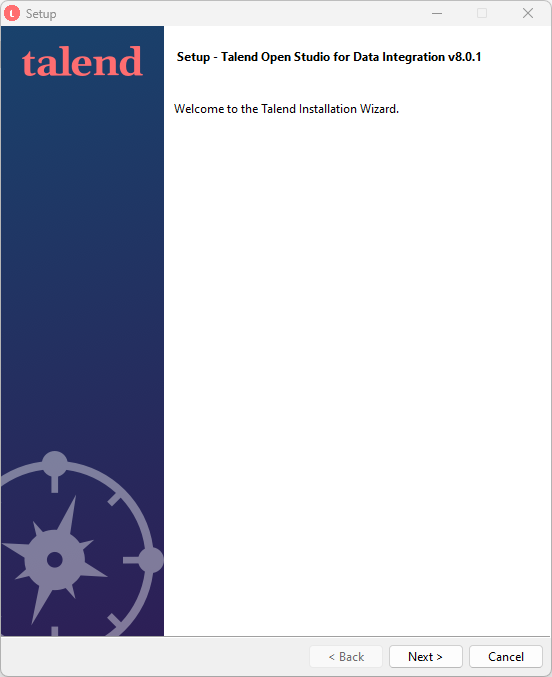 Setup
talend
Setup - Talend Open Studio for Data Integration v8.0.1
Welcome to the Talend Installation Wizard.
< Back
Next >
Cancel